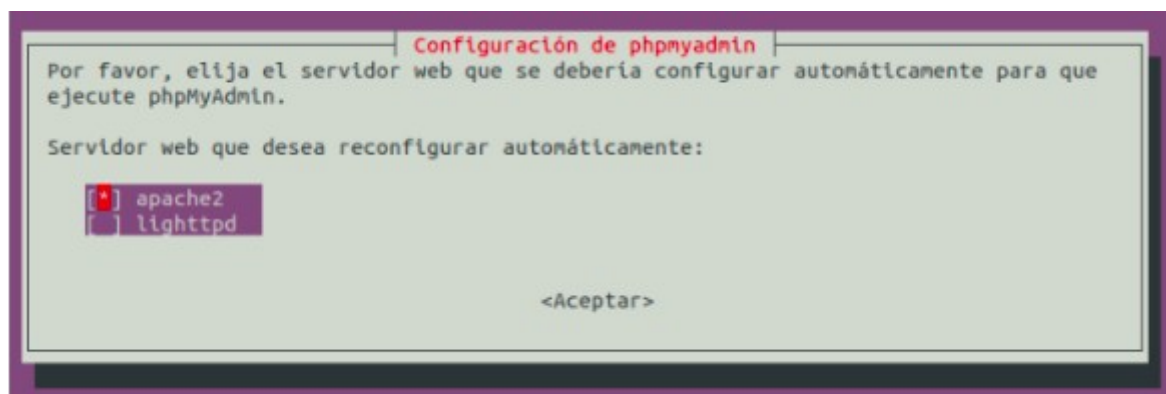 Configuración de phpmyadmin
Por favor, elija el servidor web que se debería configurar automáticamente para que
ejecute phpMyAdmin.
Servidor web que desea reconfigurar automáticamente:
[*] apache2
[ ] lighttpd
<Aceptar>